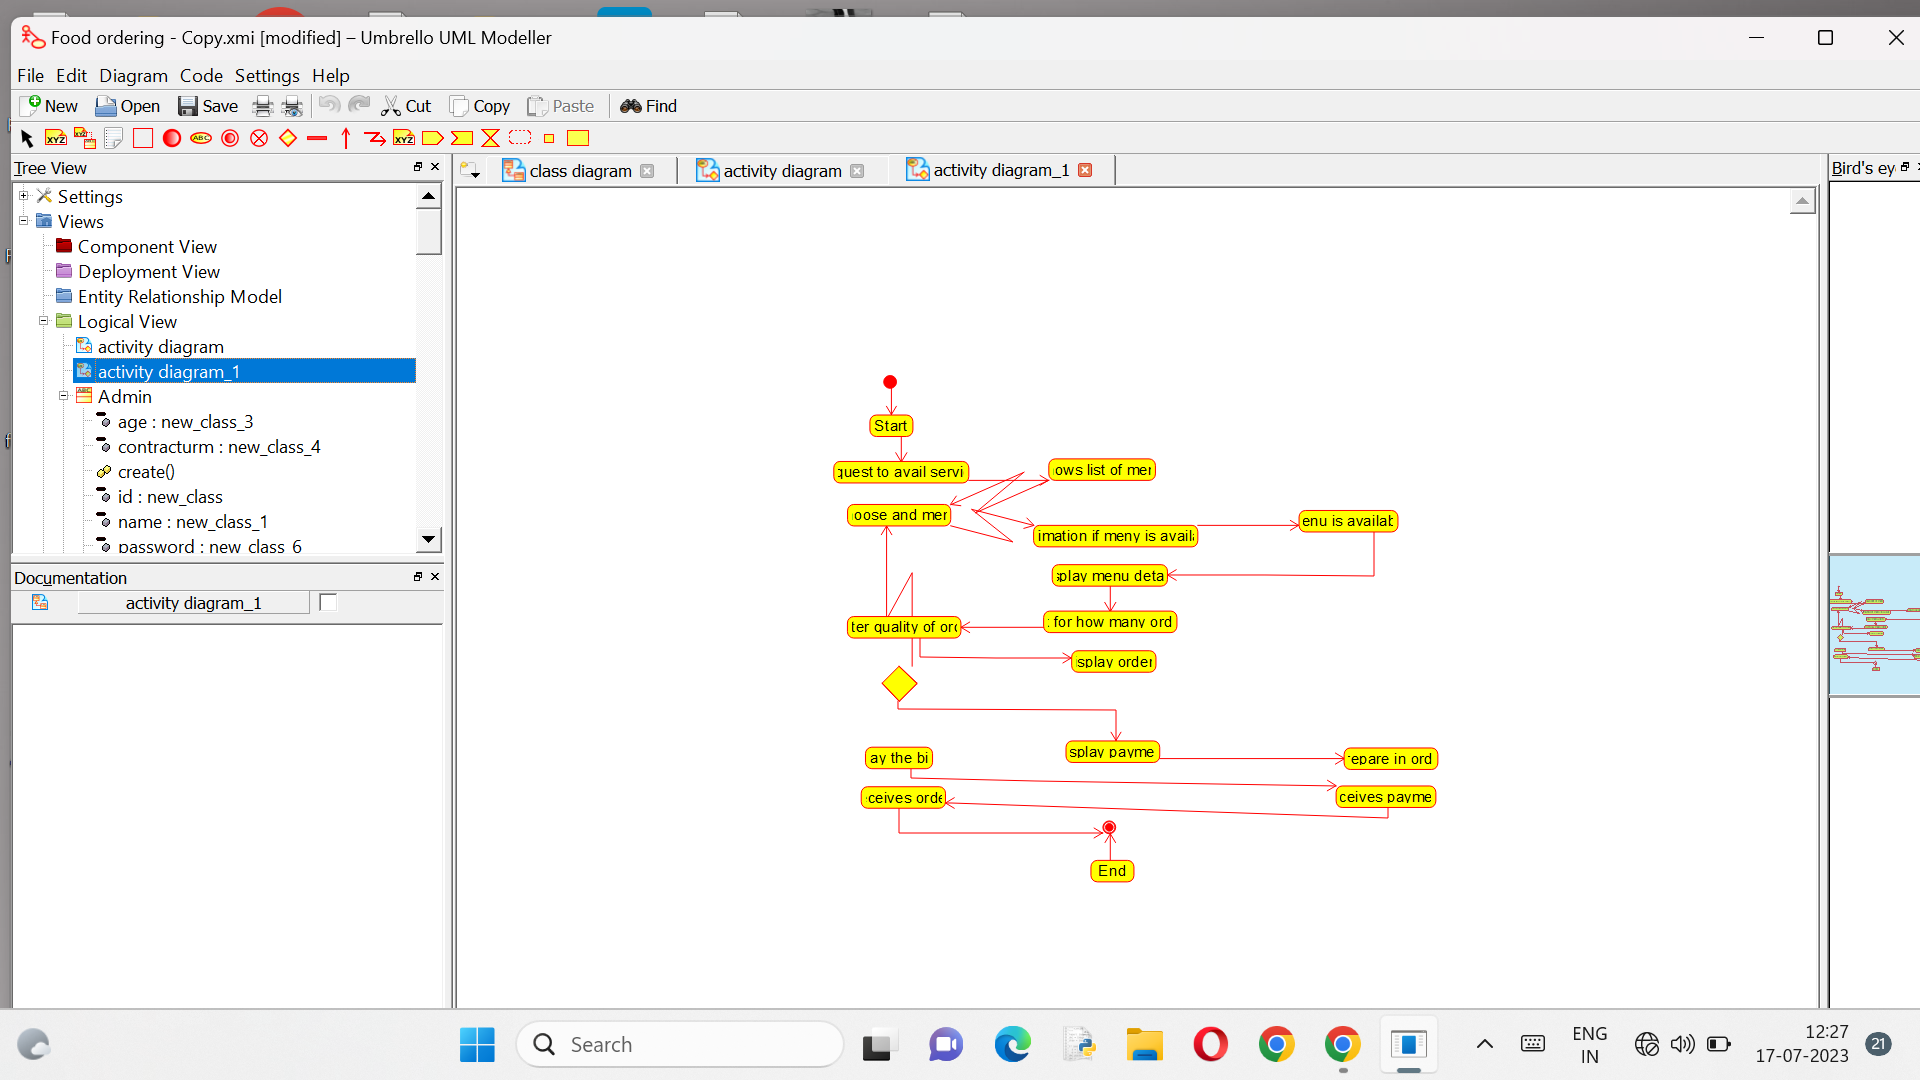 Food ordering - Copy.xmi [modified] – Umbrello UML Modeller
File Edit Diagram Code Settings Help
New Open Save Cut Copy Paste Find
Tree View
class diagram
activity diagram
activity diagram_1
Bird's ey
Settings
Views
Component View
Deployment View
Entity Relationship Model
Logical View
activity diagram
activity diagram_1
Admin
age : new_class_3
contracturm : new_class_4
create()
id : new_class
name : new_class_1
password : new_class_6
Documentation
activity diagram_1
Start
quest to avail servi
ows list of mer
oose and mer
imation if meny is avail
enu is availab
splay menu deta
ter quality of ord
: for how many ord
splay order
ay the bi
splay payme
epare in ord
ceives orde
ceives payme
End
Search
ENG
IN
12:27
17-07-2023
21